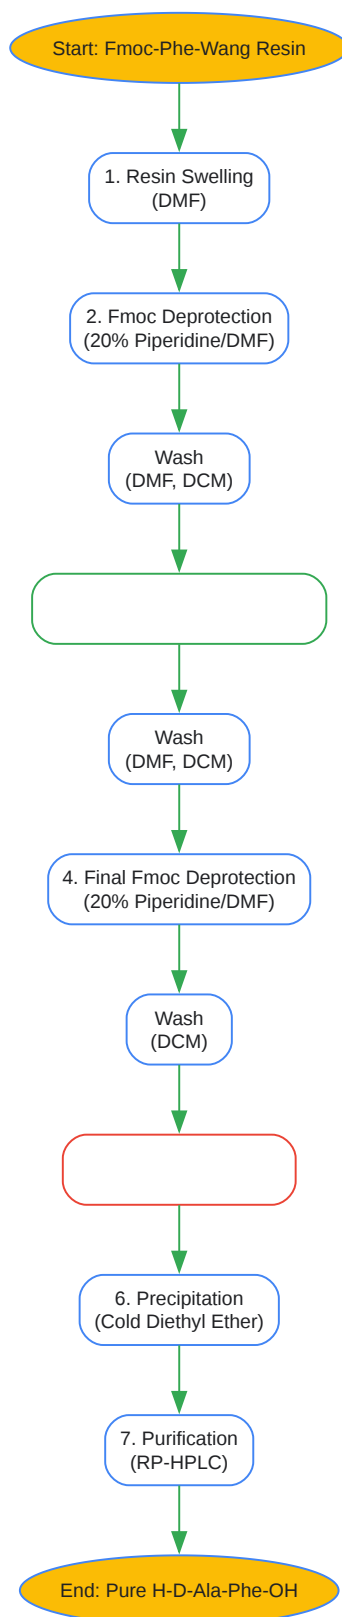 Start: Fmoc-Phe-Wang Resin
1. Resin Swelling
(DMF)
2. Fmoc Deprotection
(20% Piperidine/DMF)
Wash
(DMF, DCM)
Wash
(DMF, DCM)
4. Final Fmoc Deprotection
(20% Piperidine/DMF)
Wash
(DCM)
6. Precipitation
(Cold Diethyl Ether)
7. Purification
(RP-HPLC)
End: Pure H-D-Ala-Phe-OH